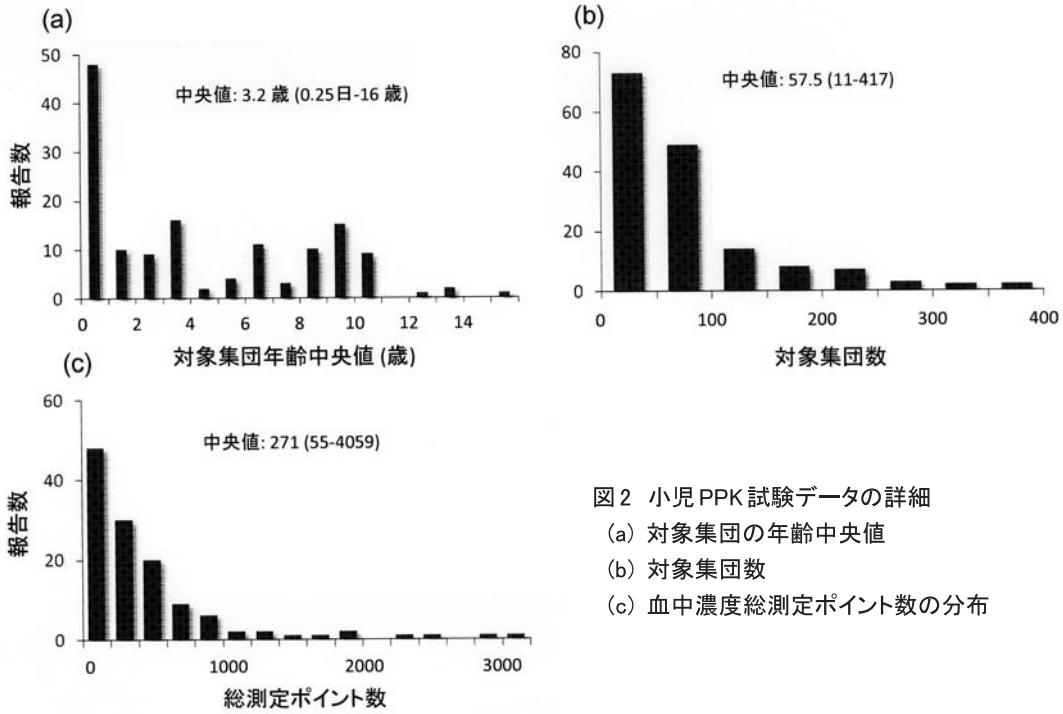 (a)
50
40
30
20
10
0
報告数
中央値: 3.2 歳 (0.25日-16 歳)
0 2 4 6 8 10 12 14
対象集団年齢中央値 (歳)
(b)
80
60
40
20
0
中央値: 57.5 (11-417)
0 100 200 300 400
対象集団数
(c)
60
40
20
0
報告数
中央値: 271 (55-4059)
0 1000 2000 3000
総測定ポイント数
図2 小児PPK試験データの詳細
(a) 対象集団の年齢中央値
(b) 対象集団数
(c) 血中濃度総測定ポイント数の分布